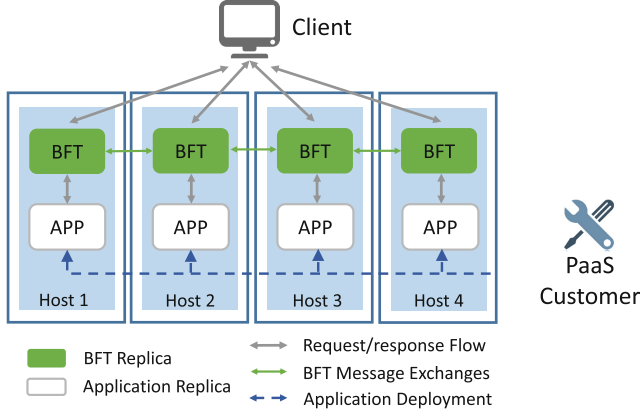 Client
BFT
BFT
BFT
BFT
APP
APP
APP
APP
Host 1
Host 2
Host 3
Host 4
PaaS
Customer
BFT Replica
Application Replica
Request/response Flow
BFT Message Exchanges
Application Deployment